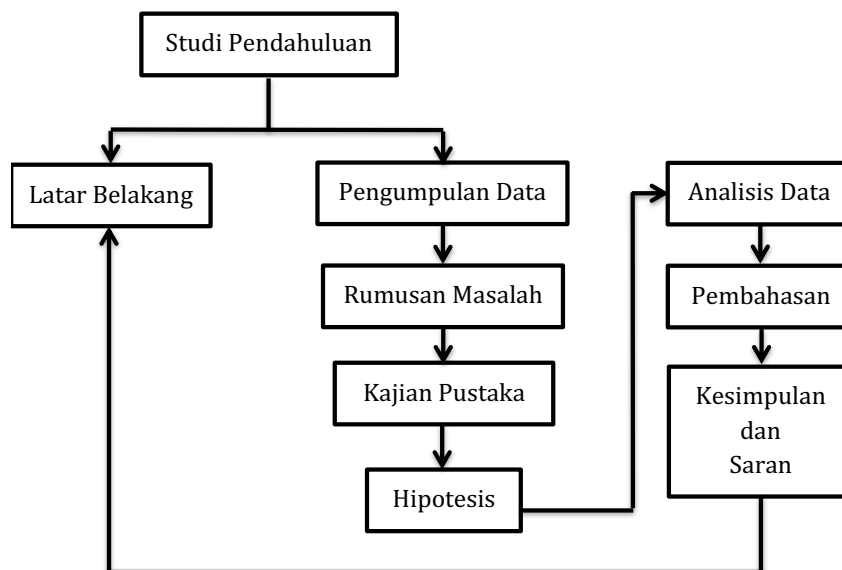 Studi Pendahuluan
Latar Belakang
Pengumpulan Data
Analisis Data
Rumusan Masalah
Pembahasan
Kajian Pustaka
Kesimpulan
dan
Saran
Hipotesis